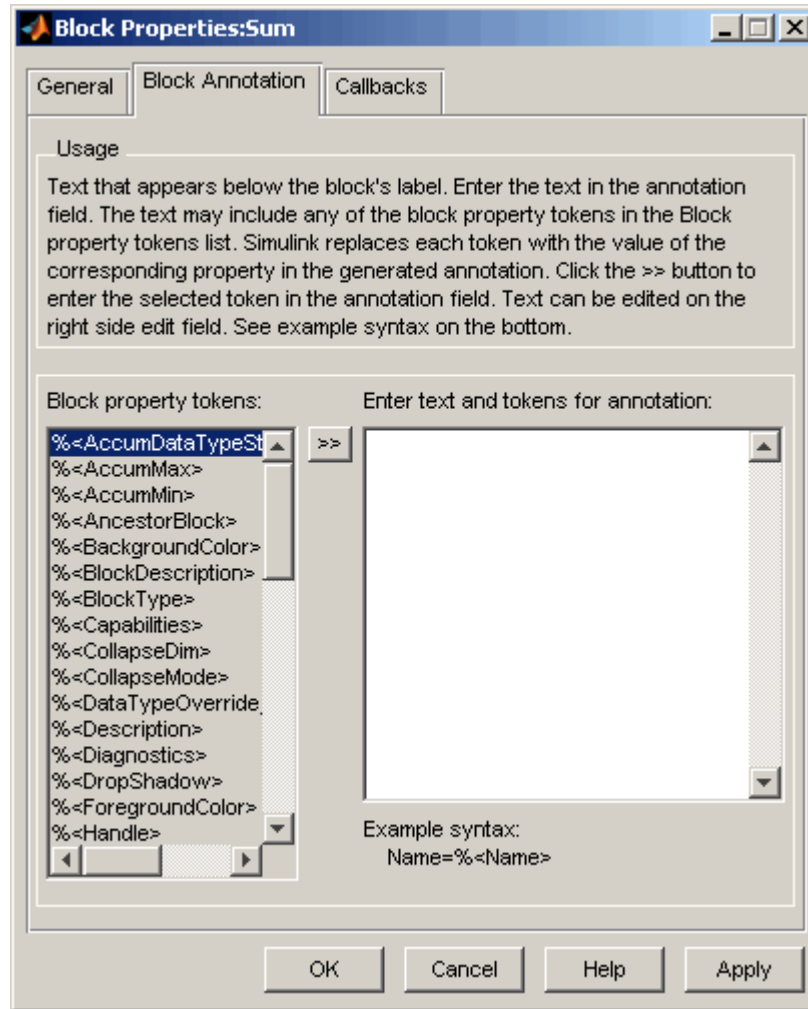 Block Properties:Sum
General
Block Annotation
Callbacks
Usage
Text that appears below the block's label. Enter the text in the annotation
field. The text may include any of the block property tokens in the Block
property tokens list. Simulink replaces each token with the value of the
corresponding property in the generated annotation. Click the >> button to
enter the selected token in the annotation field. Text can be edited on the
right side edit field. See example syntax on the bottom.
Block property tokens:
%<AccumDataTypeSt
%<AccumMax>
%<AccumMin>
%<AncestorBlock>
%<BackgroundColor>
%<BlockDescription>
%<BlockType>
%<Capabilities>
%<CollapseDim>
%<CollapseMode>
%<DataTypeOverride_
%<Description>
%<Diagnostics>
%<DropShadow>
%<ForegroundColor>
%<Handle>
>>
Enter text and tokens for annotation:
Example syntax:
Name=%<Name>
OK
Cancel
Help
Apply